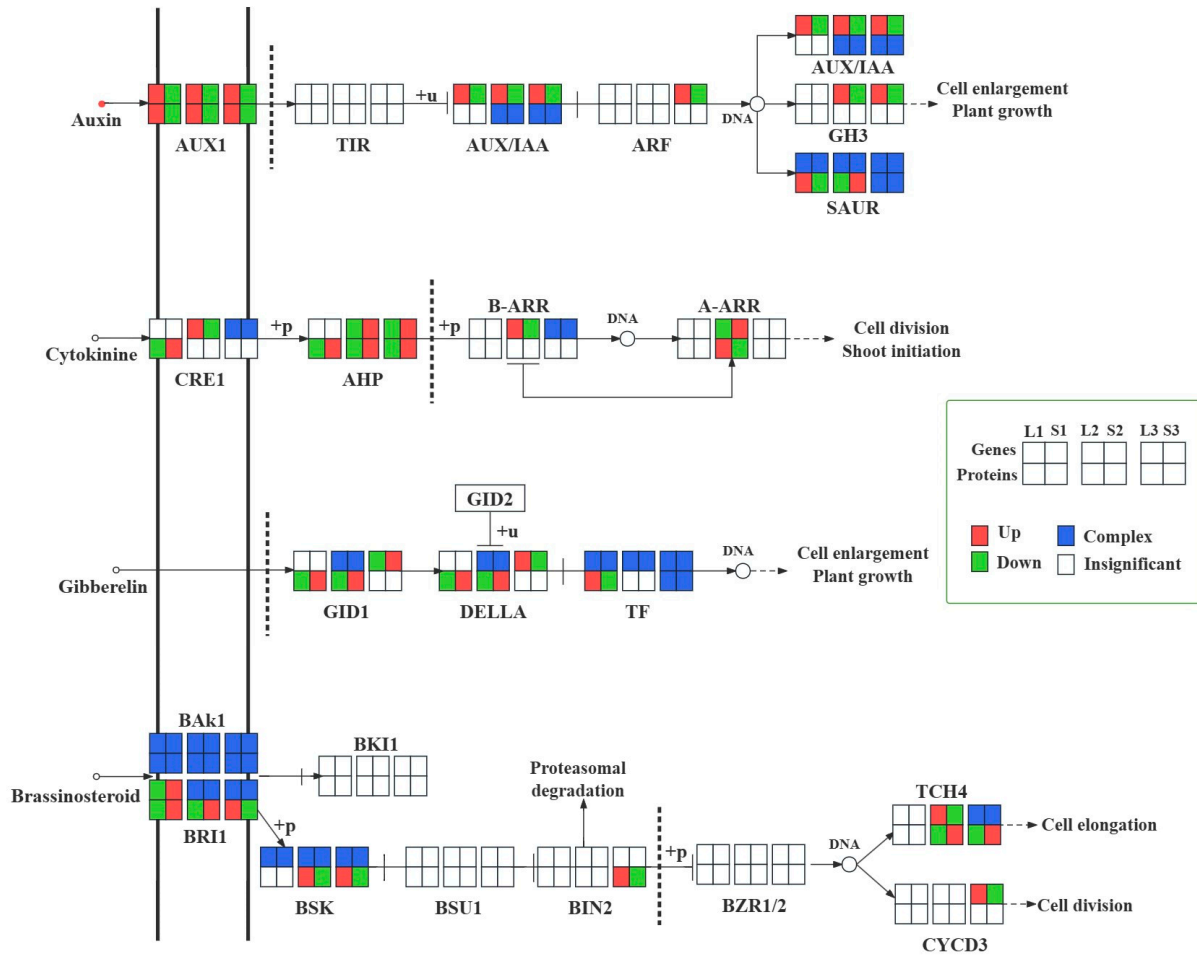 AUX/IAA
Auxin
AUX1
TIR
+u
AUX/IAA
ARF
DNA
GH3
Cell enlargement
Plant growth
SAUR
Cytokinine
CRE1
+p
AHP
+p
B-ARR
DNA
A-ARR
Cell division
Shoot initiation
L1 S1 L2 S2 L3 S3
Genes
Proteins
Up
Complex
Down
Insignificant
GID2
+u
Gibberelin
GID1
DELLA
TF
DNA
Cell enlargement
Plant growth
BAk1
Brassinosteroid
BRI1
BKI1
+p
BSK
BSU1
Proteasomal
degradation
BIN2
+p
BZR1/2
DNA
TCH4
Cell elongation
CYCD3
Cell division